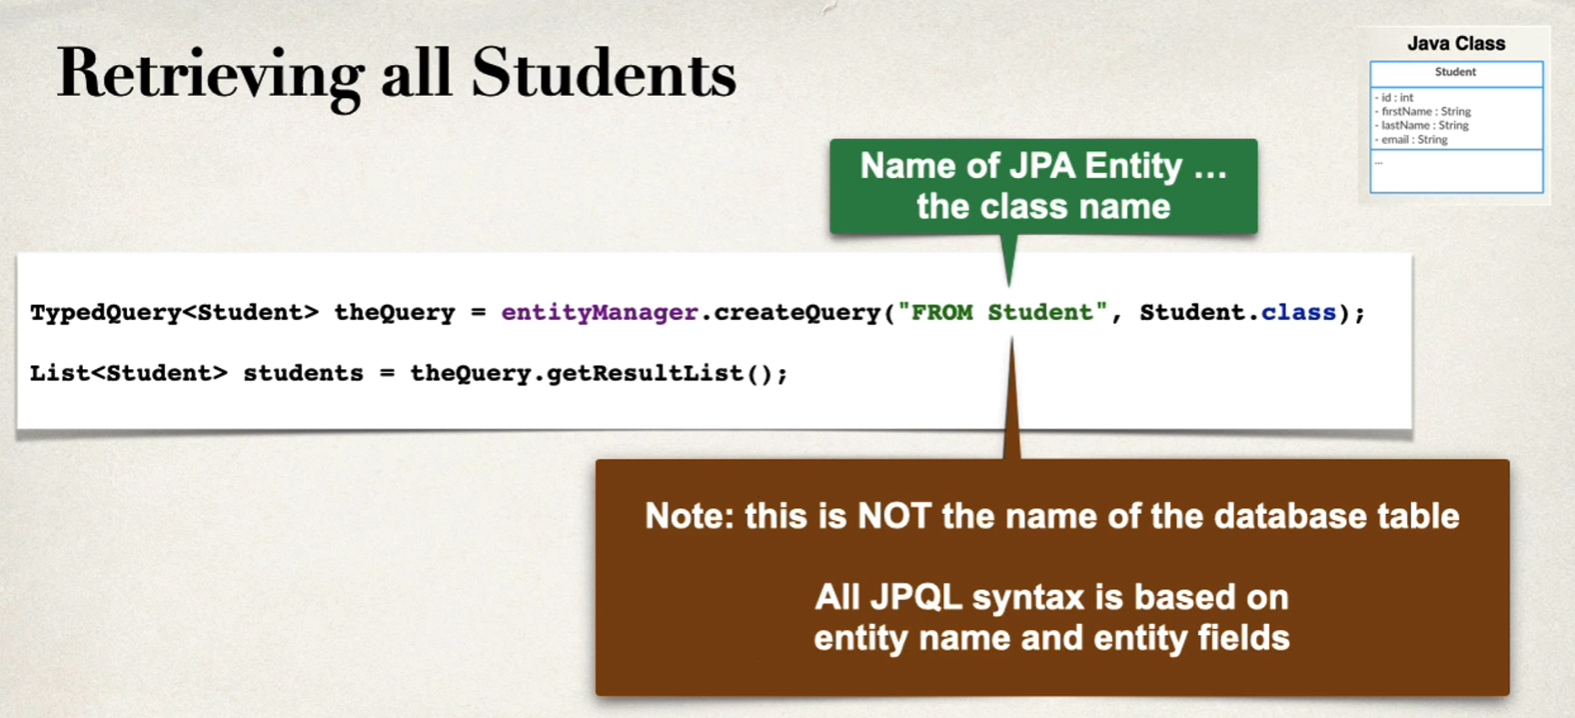 Retrieving all Students
Java Class
Student
- id : int
- firstName : String
- lastName : String
- email : String
...
Name of JPA Entity ...
the class name
TypedQuery<Student> theQuery = entityManager.createQuery("FROM Student", Student.class);
List<Student> students = theQuery.getResultList();
Note: this is NOT the name of the database table
All JPQL syntax is based on
entity name and entity fields